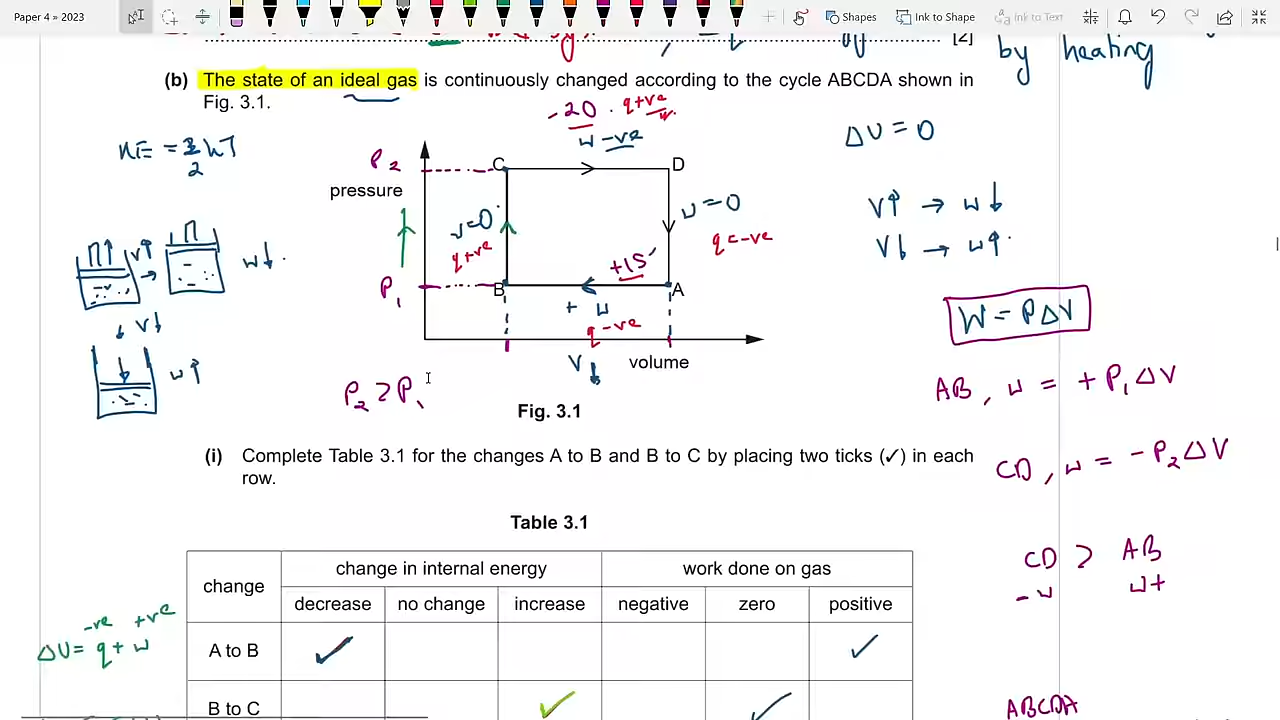 Paper 4 » 2023
Shapes
Ink to Shape
Ink to Text
[2]
by heating
(b) The state of an ideal gas is continuously changed according to the cycle ABCDA shown in
Fig. 3.1.
-20
q+ve
w-ve
ΔU = 0
P2
C
D
pressure
V↑ → w↓
V↓ → w↑
V↑
w↓
w=0
q+ve
q=-ve
+15
P1
B
A
+ w
q-ve
W = PΔV
volume
V↓
V↓
w↑
P2 > P1
AB, w = + P1ΔV
Fig. 3.1
(i) Complete Table 3.1 for the changes A to B and B to C by placing two ticks (✓) in each
row.
CD, w = - P2ΔV
Table 3.1
CD > AB
-w w+
change
change in internal energy
work done on gas
decrease
no change
increase
negative
zero
positive
-ve +ve
ΔU = q + w
A to B ✓ ✓
B to C ✓ ✓
ABCDA